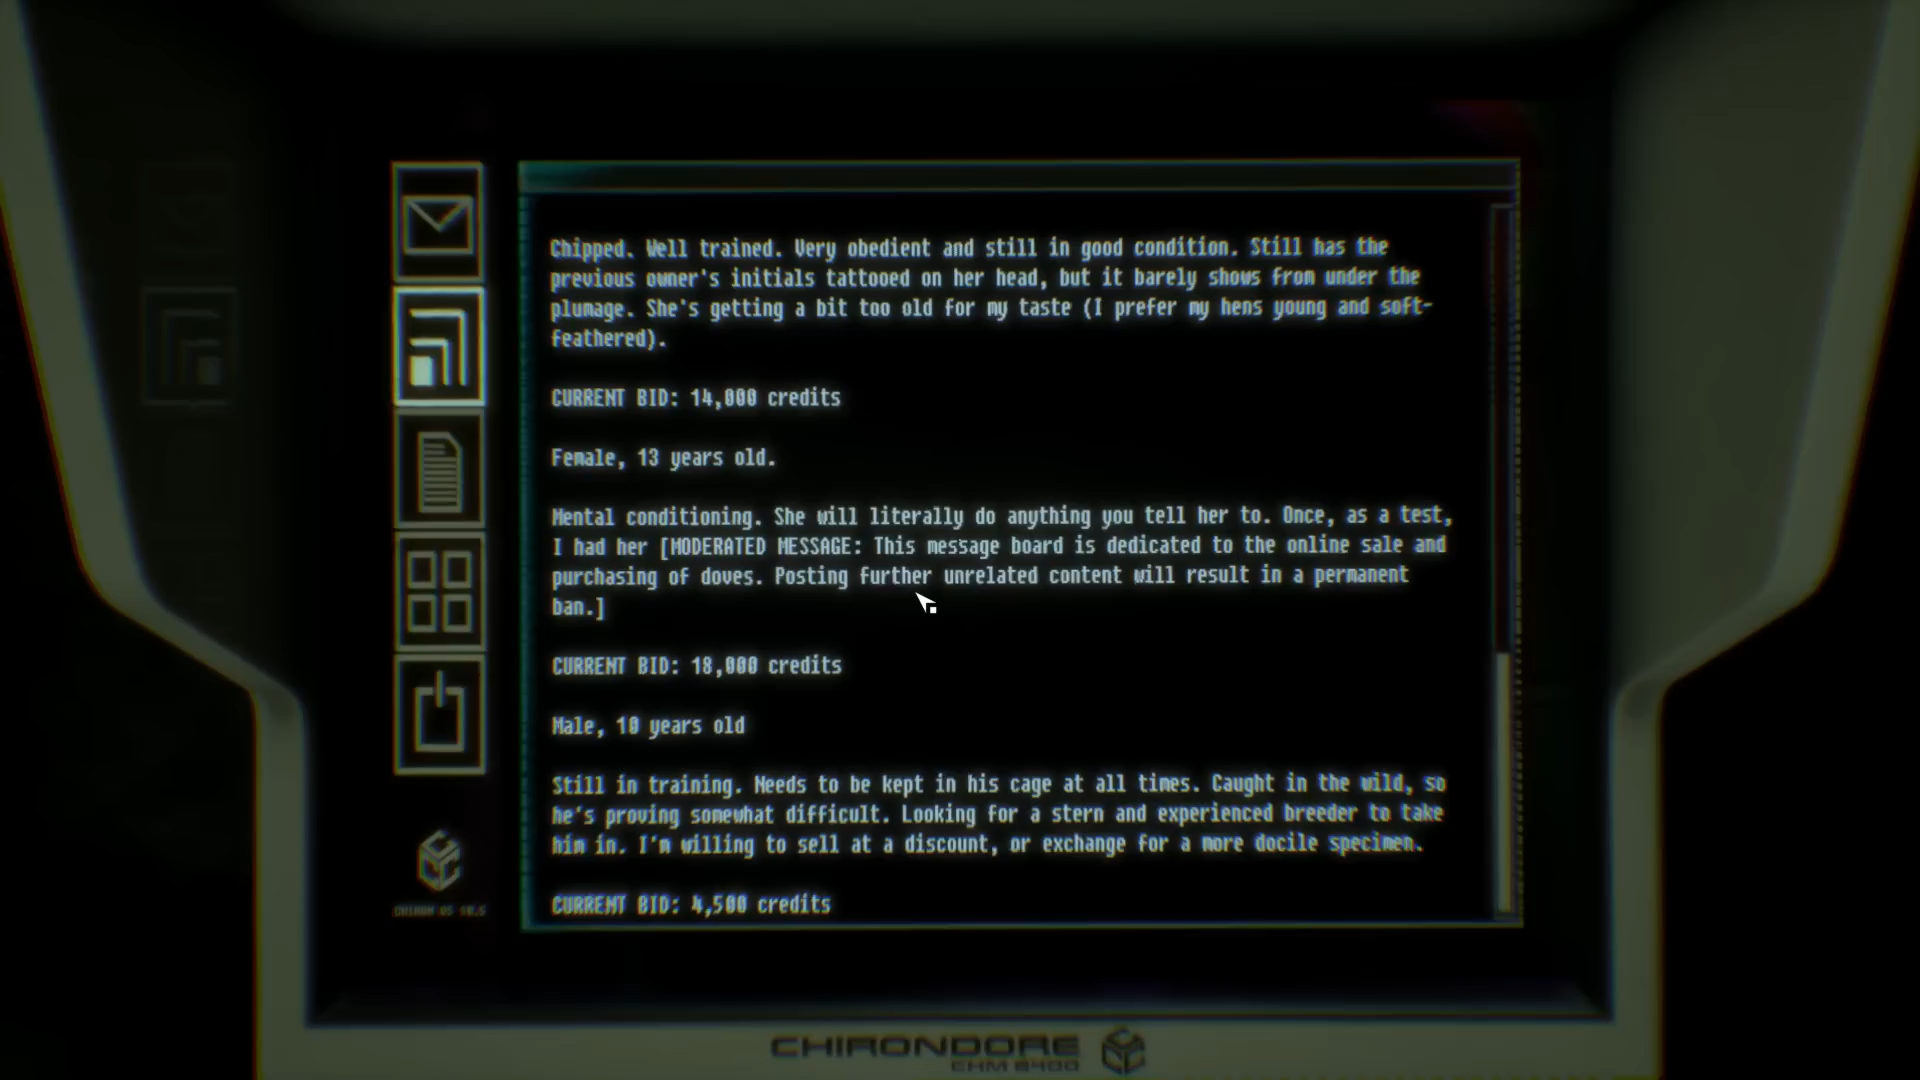 Chipped. Well trained. Very obedient and still in good condition. Still has the
previous owner's initials tattooed on her head, but it barely shows from under the
plumage. She's getting a bit too old for my taste (I prefer my hens young and soft-
feathered).
CURRENT BID: 14,000 credits
Female, 13 years old.
Mental conditioning. She will literally do anything you tell her to. Once, as a test,
I had her [MODERATED MESSAGE: This message board is dedicated to the online sale and
purchasing of doves. Posting further unrelated content will result in a permanent
ban.]
CURRENT BID: 18,000 credits
Male, 10 years old
Still in training. Needs to be kept in his cage at all times. Caught in the wild, so
he's proving somewhat difficult. Looking for a stern and experienced breeder to take
him in. I'm willing to sell at a discount, or exchange for a more docile specimen.
CURRENT BID: 4,500 credits
CHIRON OS 10.5
CHIRONDORE